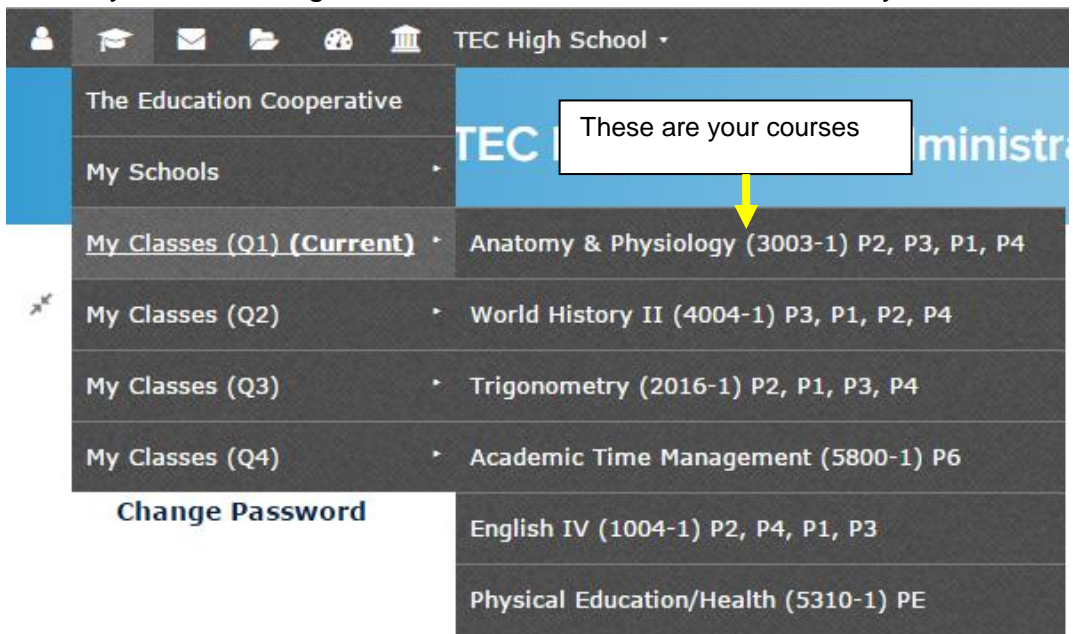 TEC High School
The Education Cooperative
TEC
These are your courses
My Schools
My Classes (Q1) (Current)
Anatomy & Physiology (3003-1) P2, P3, P1, P4
My Classes (Q2)
World History II (4004-1) P3, P1, P2, P4
My Classes (Q3)
Trigonometry (2016-1) P2, P1, P3, P4
My Classes (Q4)
Academic Time Management (5800-1) P6
Change Password
English IV (1004-1) P2, P4, P1, P3
Physical Education/Health (5310-1) PE